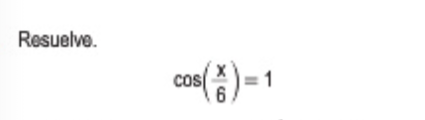 Resuelve.
cos(x/6) = 1